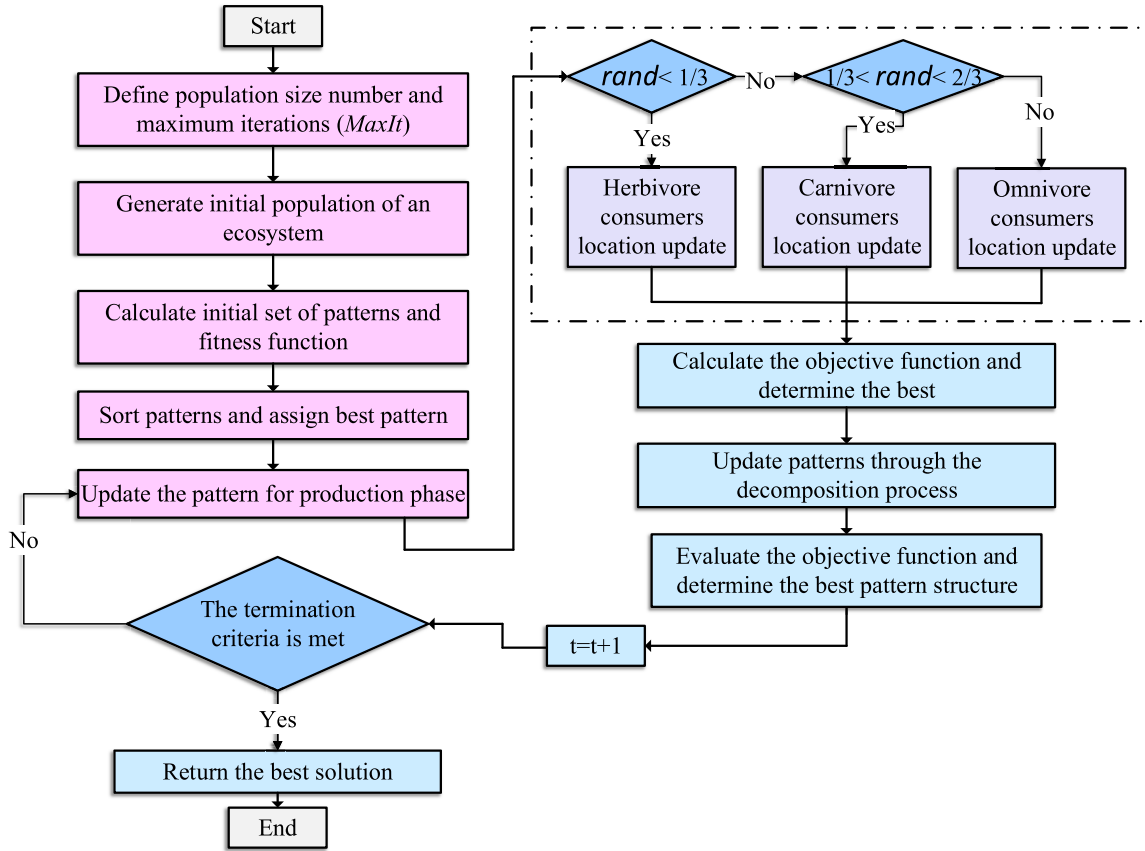 Start
Define population size number and
maximum iterations (MaxIt)
Generate initial population of an
ecosystem
Calculate initial set of patterns and
fitness function
Sort patterns and assign best pattern
Update the pattern for production phase
rand< 1/3
No
1/3< rand< 2/3
No
Yes
Yes
Herbivore
consumers
location update
Carnivore
consumers
location update
Omnivore
consumers
location update
Calculate the objective function and
determine the best
Update patterns through the
decomposition process
Evaluate the objective function and
determine the best pattern structure
t=t+1
The termination
criteria is met
No
Yes
Return the best solution
End